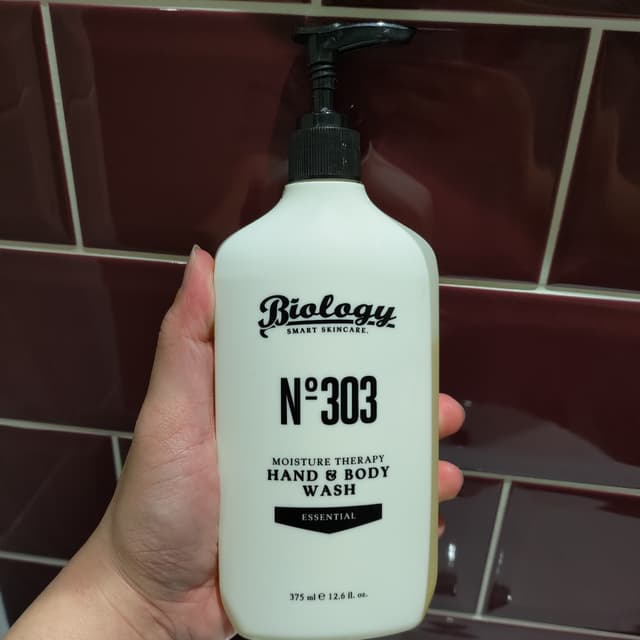 Biology
SMART SKINCARE.
Nº303
MOISTURE THERAPY
HAND & BODY
WASH
ESSENTIAL
375 ml ℮ 12.6 fl. oz.